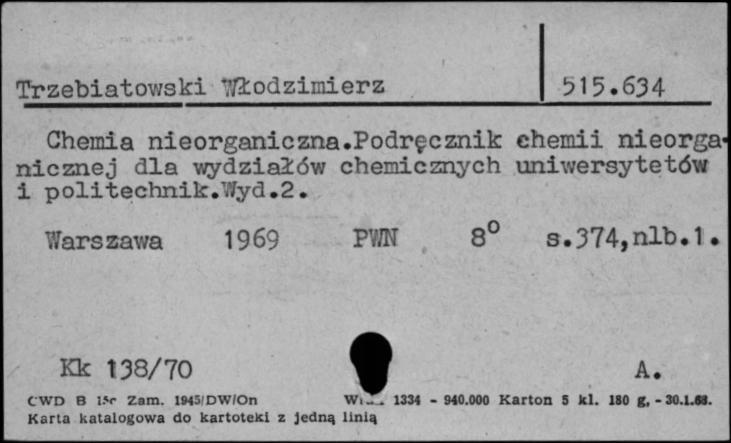 Trzebiatowski Włodzimierz 515.634
Chemia nieorganiczna.Podręcznik chemii nieorga-
nicznej dla wydziałów chemicznych uniwersytetów
i politechnik.Wyd.2.
Warszawa 1969 PWN 8° s.374,nlb.1.
Kk 138/70 A.
CWD B Zam. 1945/DW/On 1334 - 940.000 Karton 5 kl. 180 g, - 30.1.68.
Karta katalogowa do kartoteki z jedną linią